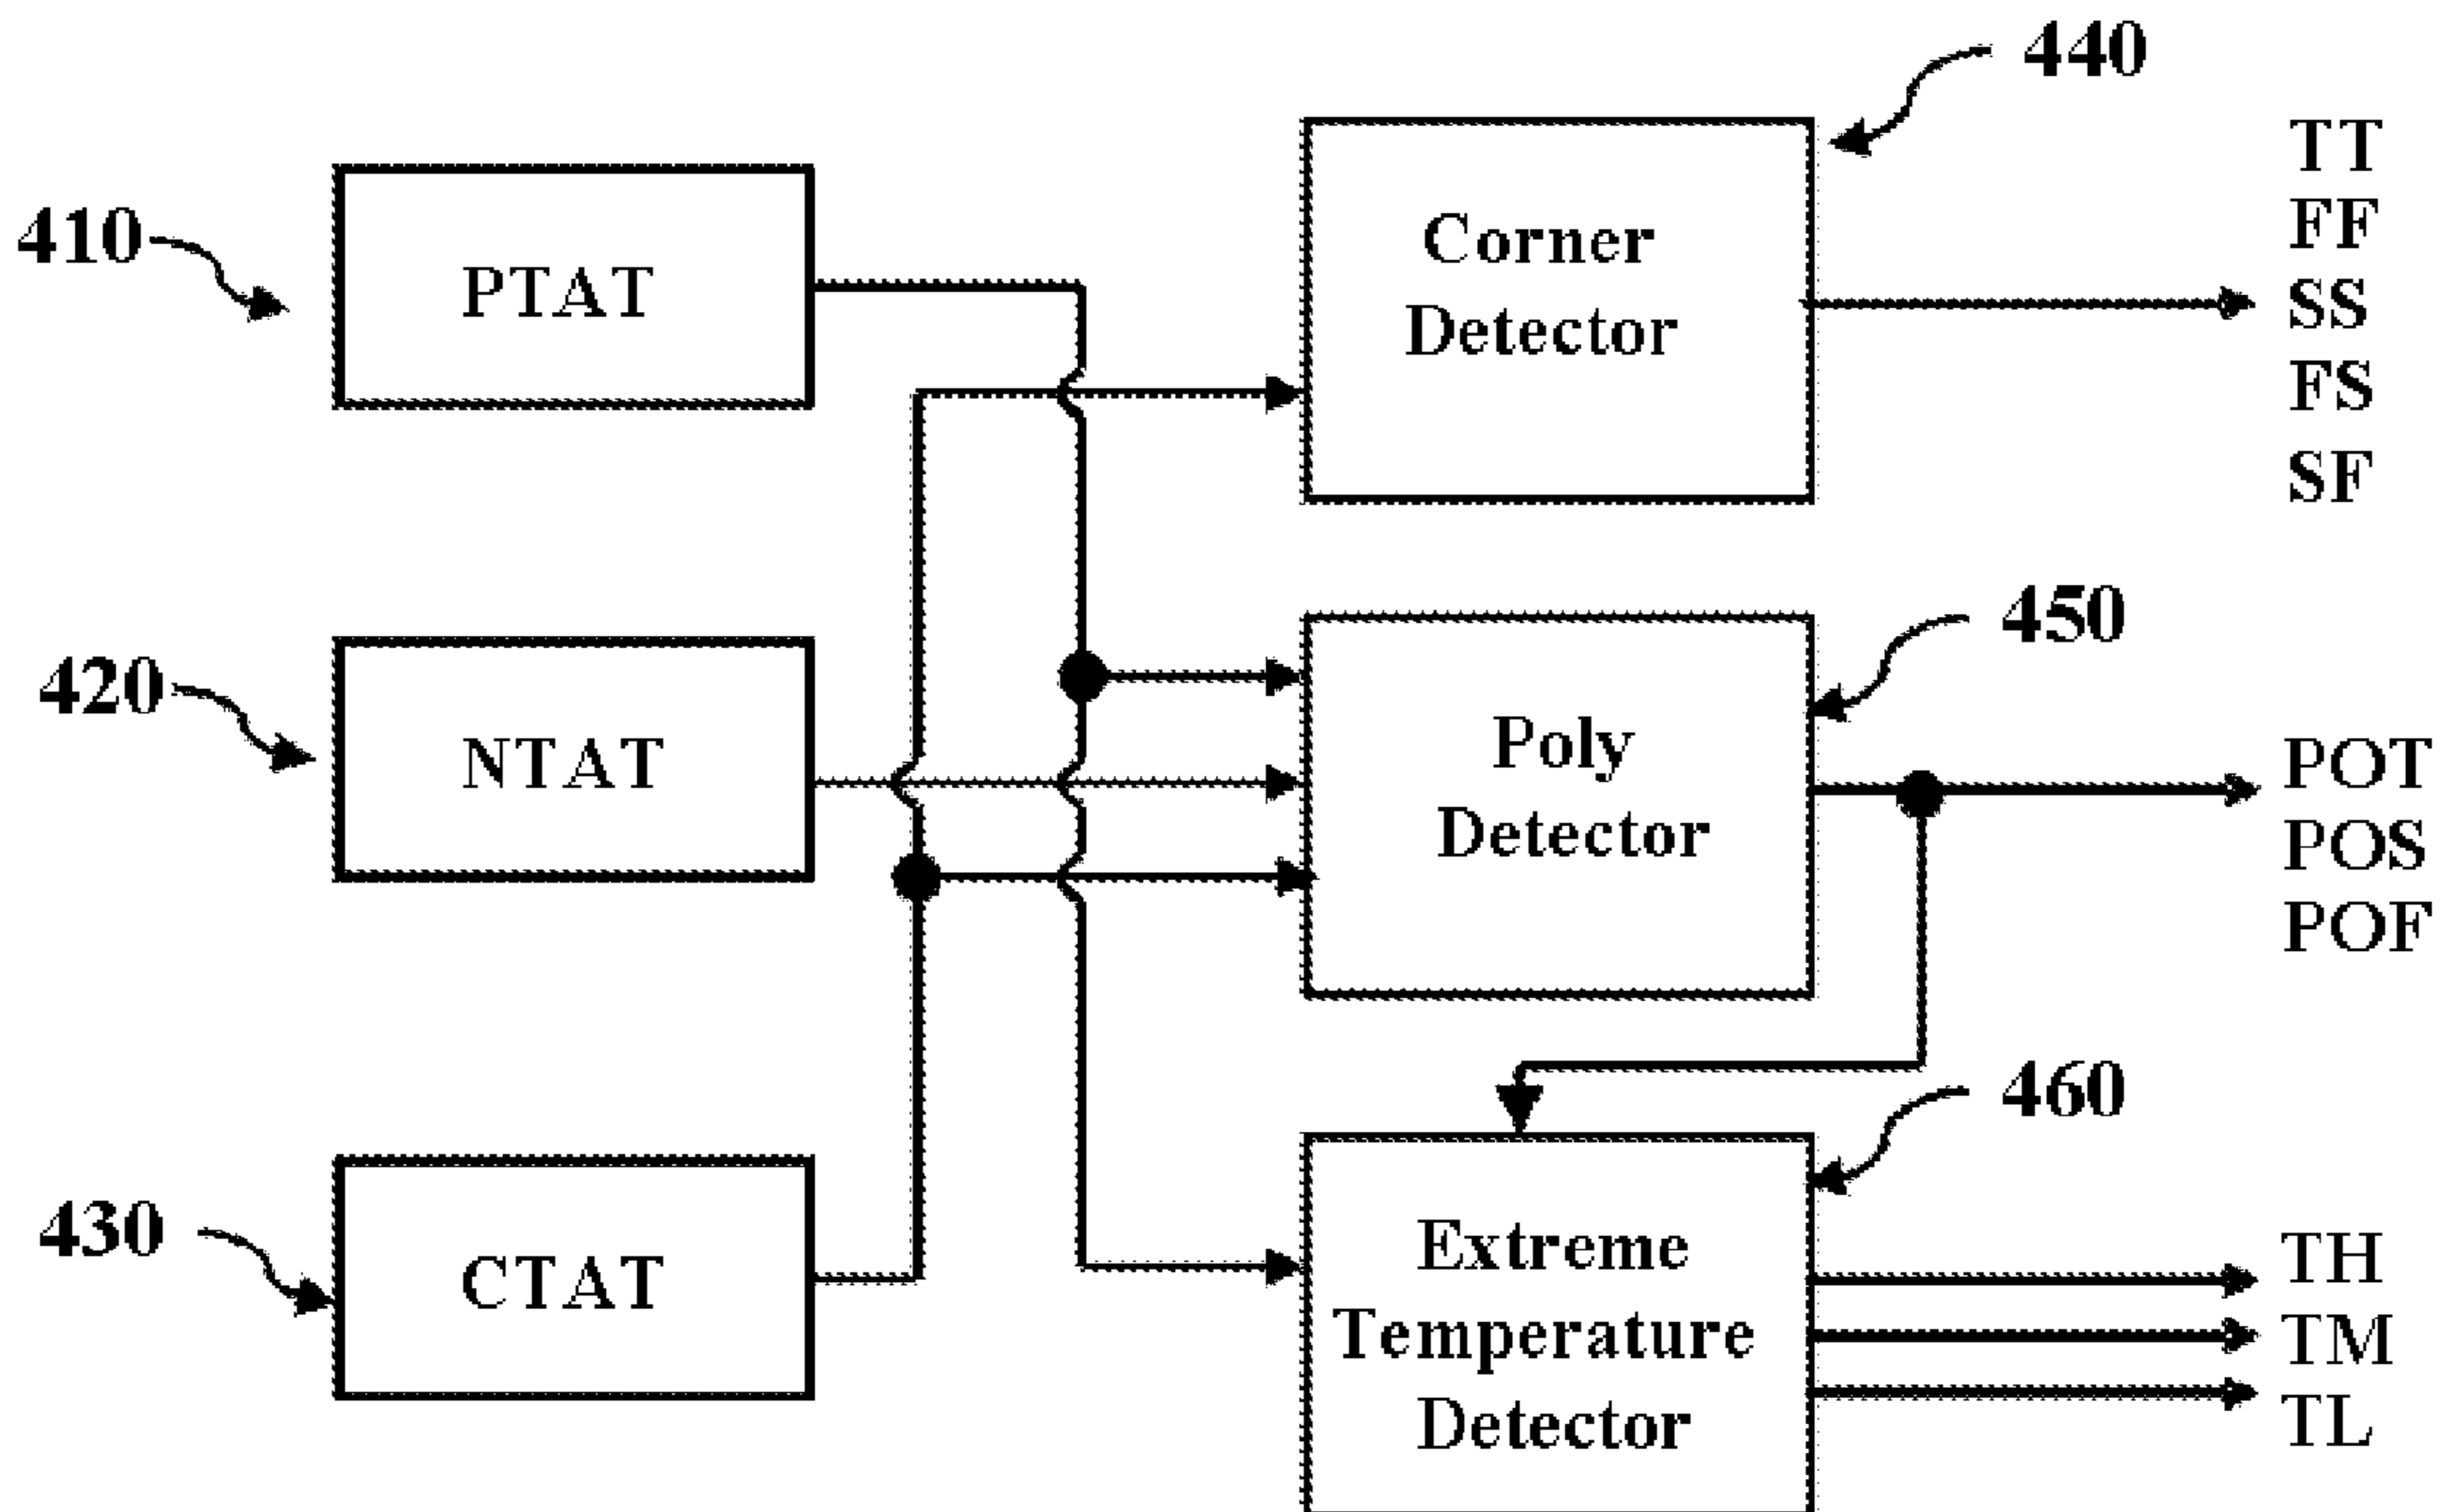 440
TT
FF
SS
FS
SF
410
PTAT
Corner
Detector
420
NTAT
450
Poly
Detector
POT
POS
POF
430
CTAT
460
Extreme
Temperature
Detector
TH
TM
TL